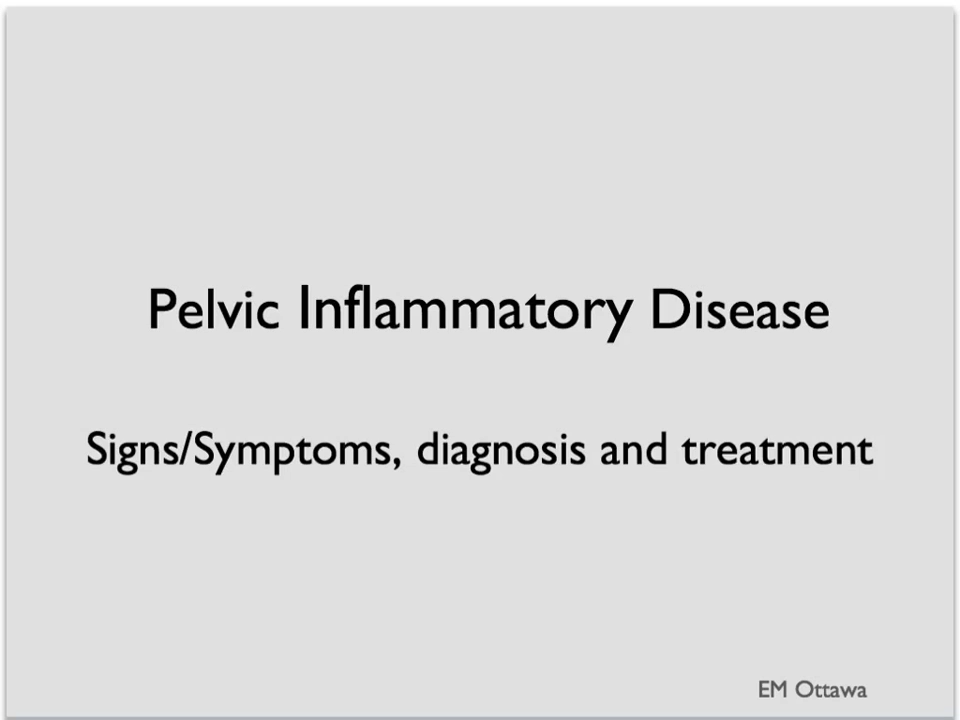 Pelvic Inflammatory Disease
Signs/Symptoms, diagnosis and treatment
EM Ottawa